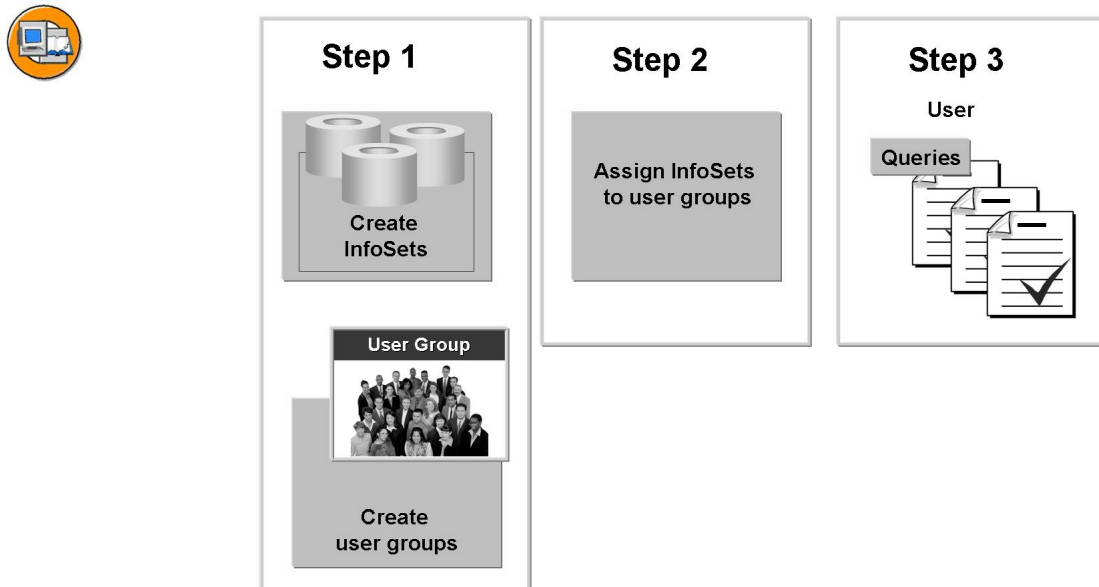 Step 1
Create
InfoSets
User Group
Create
user groups
Step 2
Assign InfoSets
to user groups
Step 3
User
Queries